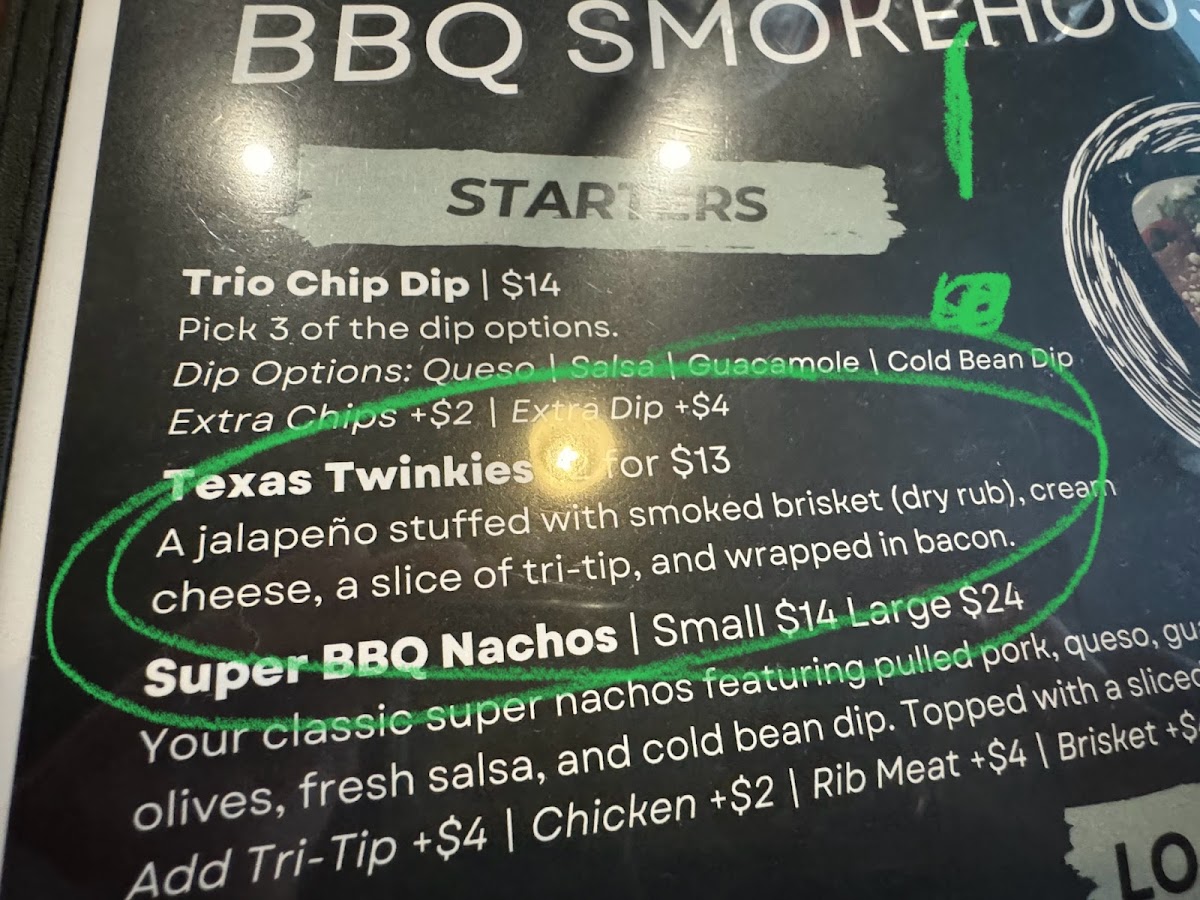 BBQ SMOKEHOU
STARTERS
Trio Chip Dip | $14
Pick 3 of the dip options.
Dip Options: Queso | Salsa | Guacamole | Cold Bean Dip
Extra Chips +$2 | Extra Dip +$4
Texas Twinkies for $13
A jalapeño stuffed with smoked brisket (dry rub), cream
cheese, a slice of tri-tip, and wrapped in bacon.
Super BBQ Nachos | Small $14 Large $24
Your classic super nachos featuring pulled pork, queso, gua
olives, fresh salsa, and cold bean dip. Topped with a sliced
Add Tri-Tip +$4 | Chicken +$2 | Rib Meat +$4 | Brisket +$
LO